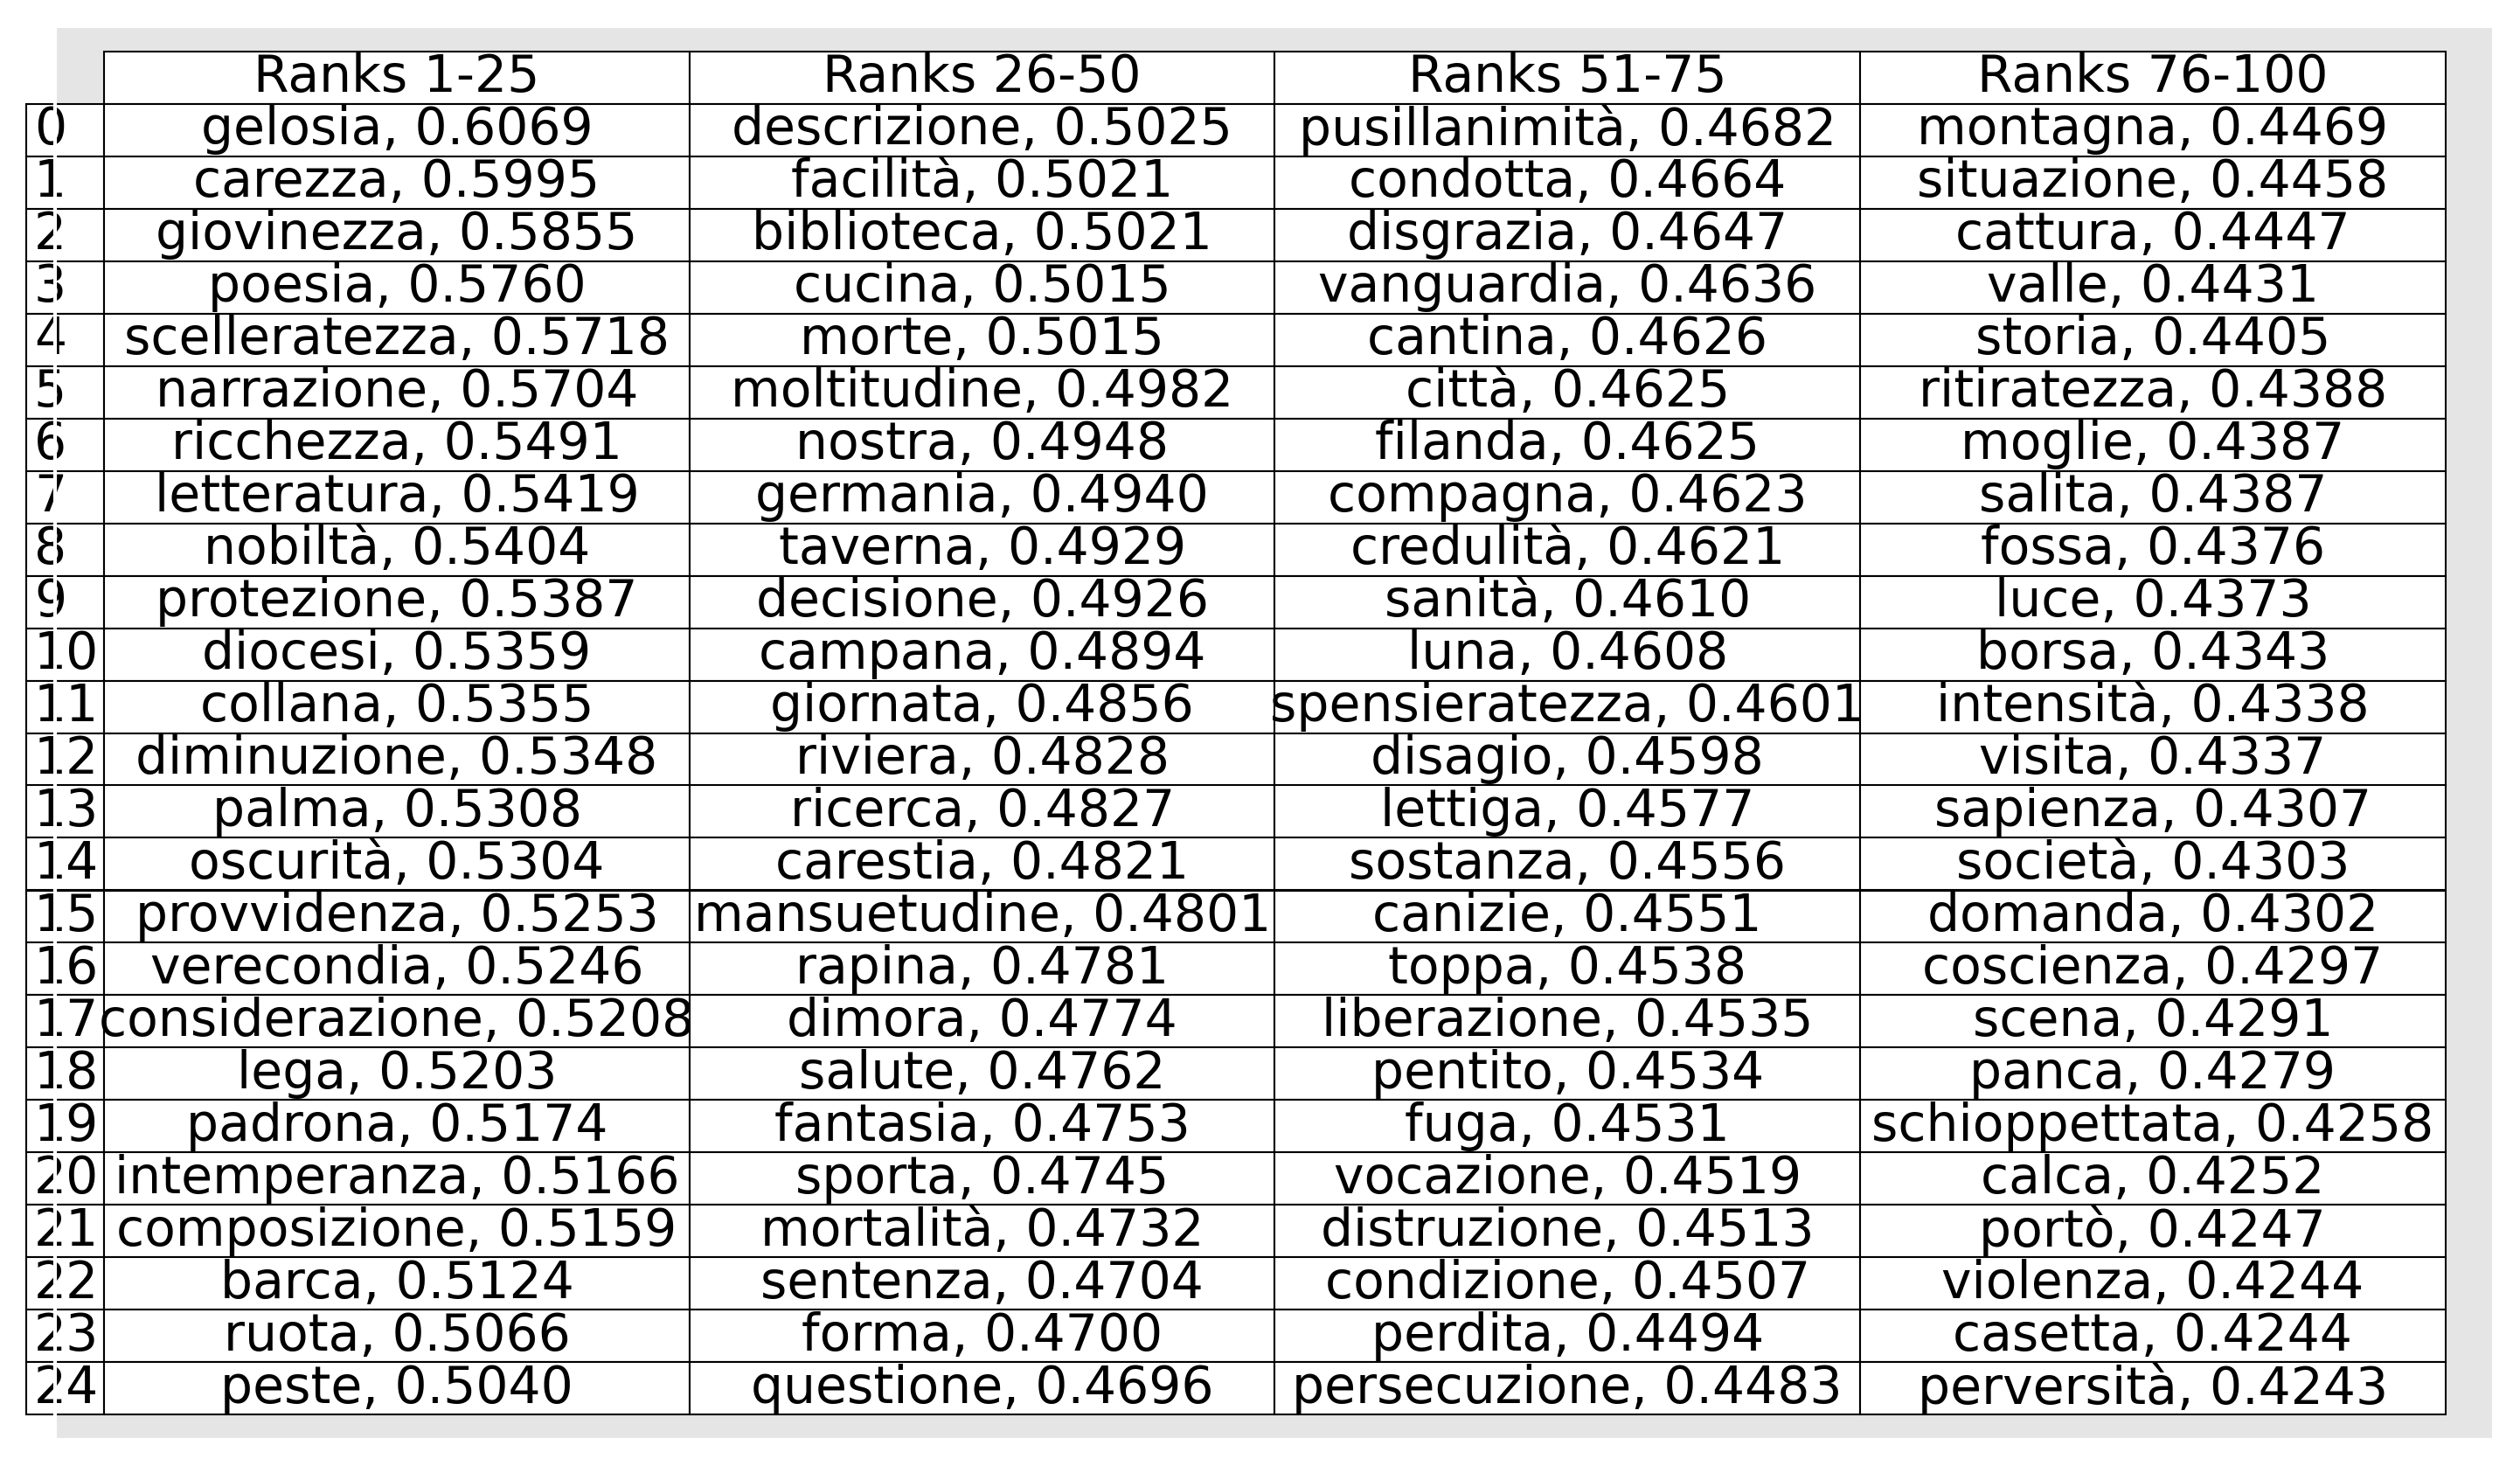 Ranks 1-25 Ranks 26-50 Ranks 51-75 Ranks 76-100
0 gelosia, 0.6069 descrizione, 0.5025 pusillanimità, 0.4682 montagna, 0.4469
1 carezza, 0.5995 facilità, 0.5021 condotta, 0.4664 situazione, 0.4458
2 giovinezza, 0.5855 biblioteca, 0.5021 disgrazia, 0.4647 cattura, 0.4447
3 poesia, 0.5760 cucina, 0.5015 vanguardia, 0.4636 valle, 0.4431
4 scelleratezza, 0.5718 morte, 0.5015 cantina, 0.4626 storia, 0.4405
5 narrazione, 0.5704 moltitudine, 0.4982 città, 0.4625 ritiratezza, 0.4388
6 ricchezza, 0.5491 nostra, 0.4948 filanda, 0.4625 moglie, 0.4387
7 letteratura, 0.5419 germania, 0.4940 compagna, 0.4623 salita, 0.4387
8 nobiltà, 0.5404 taverna, 0.4929 credulità, 0.4621 fossa, 0.4376
9 protezione, 0.5387 decisione, 0.4926 sanità, 0.4610 luce, 0.4373
10 diocesi, 0.5359 campana, 0.4894 luna, 0.4608 borsa, 0.4343
11 collana, 0.5355 giornata, 0.4856 spensieratezza, 0.4601 intensità, 0.4338
12 diminuzione, 0.5348 riviera, 0.4828 disagio, 0.4598 visita, 0.4337
13 palma, 0.5308 ricerca, 0.4827 lettiga, 0.4577 sapienza, 0.4307
14 oscurità, 0.5304 carestia, 0.4821 sostanza, 0.4556 società, 0.4303
15 provvidenza, 0.5253 mansuetudine, 0.4801 canizie, 0.4551 domanda, 0.4302
16 verecondia, 0.5246 rapina, 0.4781 toppa, 0.4538 coscienza, 0.4297
17 considerazione, 0.5208 dimora, 0.4774 liberazione, 0.4535 scena, 0.4291
18 lega, 0.5203 salute, 0.4762 pentito, 0.4534 panca, 0.4279
19 padrona, 0.5174 fantasia, 0.4753 fuga, 0.4531 schioppettata, 0.4258
20 intemperanza, 0.5166 sporta, 0.4745 vocazione, 0.4519 calca, 0.4252
21 composizione, 0.5159 mortalità, 0.4732 distruzione, 0.4513 portò, 0.4247
22 barca, 0.5124 sentenza, 0.4704 condizione, 0.4507 violenza, 0.4244
23 ruota, 0.5066 forma, 0.4700 perdita, 0.4494 casetta, 0.4244
24 peste, 0.5040 questione, 0.4696 persecuzione, 0.4483 perversità, 0.4243